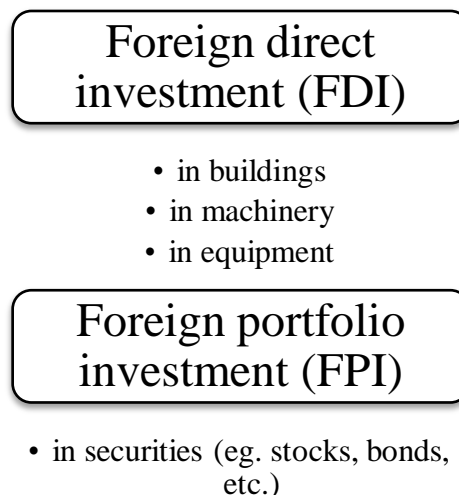 Foreign direct
investment (FDI)
• in buildings
• in machinery
• in equipment
Foreign portfolio
investment (FPI)
• in securities (eg. stocks, bonds,
etc.)